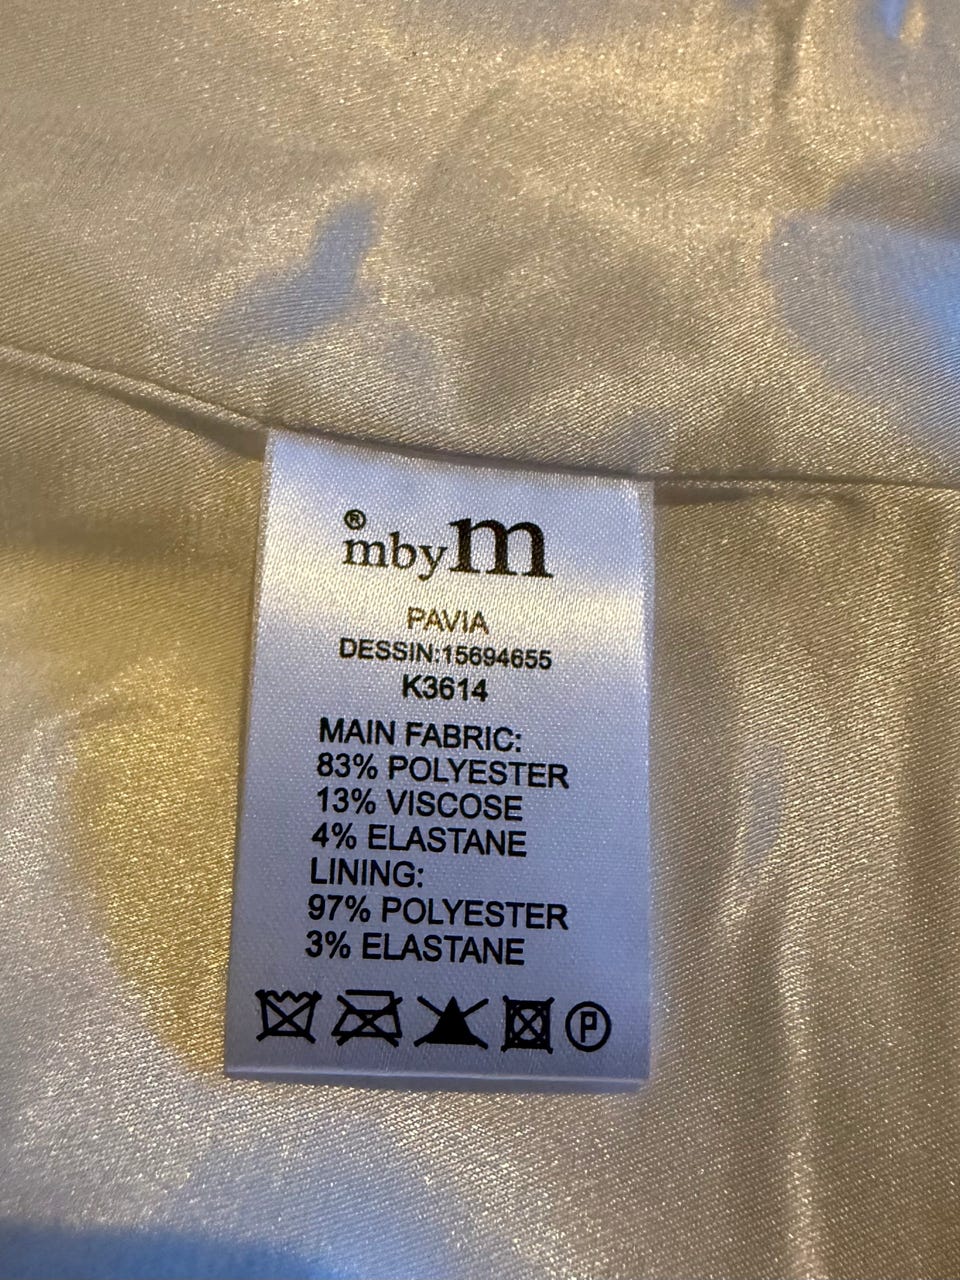 ® mbym
PAVIA
DESSIN:15694655
K3614
MAIN FABRIC:
83% POLYESTER
13% VISCOSE
4% ELASTANE
LINING:
97% POLYESTER
3% ELASTANE
P